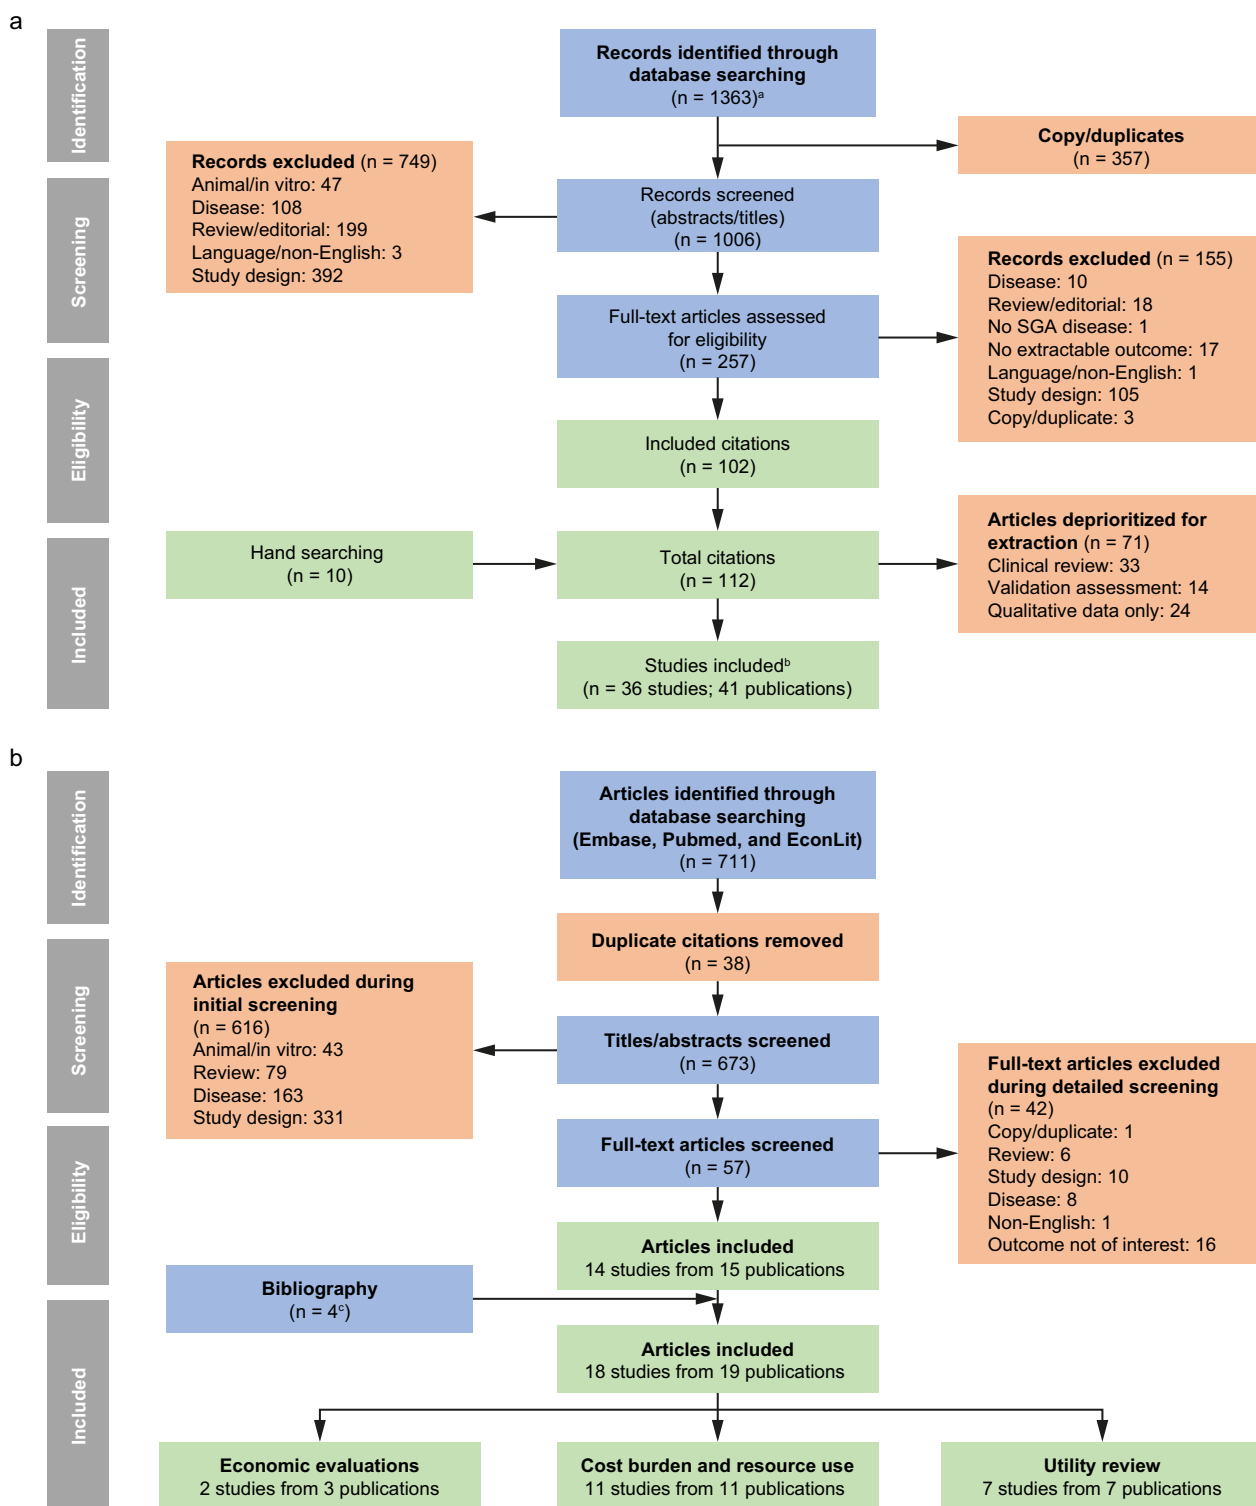 a
Identification
Records identified through
database searching
(n = 1363)ᵃ
Copy/duplicates
(n = 357)
Screening
Records screened
(abstracts/titles)
(n = 1006)
Records excluded (n = 749)
Animal/in vitro: 47
Disease: 108
Review/editorial: 199
Language/non-English: 3
Study design: 392
Full-text articles assessed
for eligibility
(n = 257)
Records excluded (n = 155)
Disease: 10
Review/editorial: 18
No SGA disease: 1
No extractable outcome: 17
Language/non-English: 1
Study design: 105
Copy/duplicate: 3
Eligibility
Included citations
(n = 102)
Included
Hand searching
(n = 10)
Total citations
(n = 112)
Articles deprioritized for
extraction (n = 71)
Clinical review: 33
Validation assessment: 14
Qualitative data only: 24
Studies includedᵇ
(n = 36 studies; 41 publications)
b
Identification
Articles identified through
database searching
(Embase, Pubmed, and EconLit)
(n = 711)
Duplicate citations removed
(n = 38)
Screening
Titles/abstracts screened
(n = 673)
Articles excluded during
initial screening
(n = 616)
Animal/in vitro: 43
Review: 79
Disease: 163
Study design: 331
Eligibility
Full-text articles screened
(n = 57)
Full-text articles excluded
during detailed screening
(n = 42)
Copy/duplicate: 1
Review: 6
Study design: 10
Disease: 8
Non-English: 1
Outcome not of interest: 16
Articles included
14 studies from 15 publications
Bibliography
(n = 4ᶜ)
Included
Articles included
18 studies from 19 publications
Economic evaluations
2 studies from 3 publications
Cost burden and resource use
11 studies from 11 publications
Utility review
7 studies from 7 publications